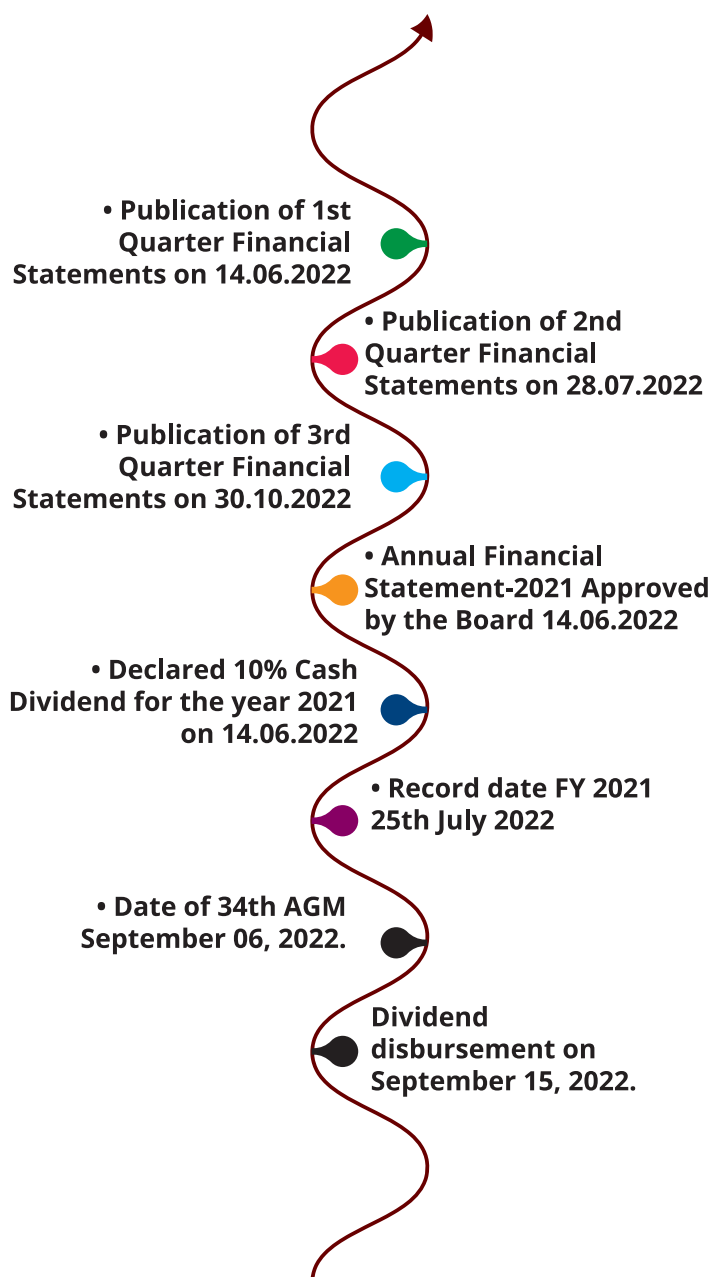 • Publication of 1st
Quarter Financial
Statements on 14.06.2022
• Publication of 2nd
Quarter Financial
Statements on 28.07.2022
• Publication of 3rd
Quarter Financial
Statements on 30.10.2022
• Annual Financial
Statement-2021 Approved
by the Board 14.06.2022
• Declared 10% Cash
Dividend for the year 2021
on 14.06.2022
• Record date FY 2021
25th July 2022
• Date of 34th AGM
September 06, 2022.
Dividend
disbursement on
September 15, 2022.